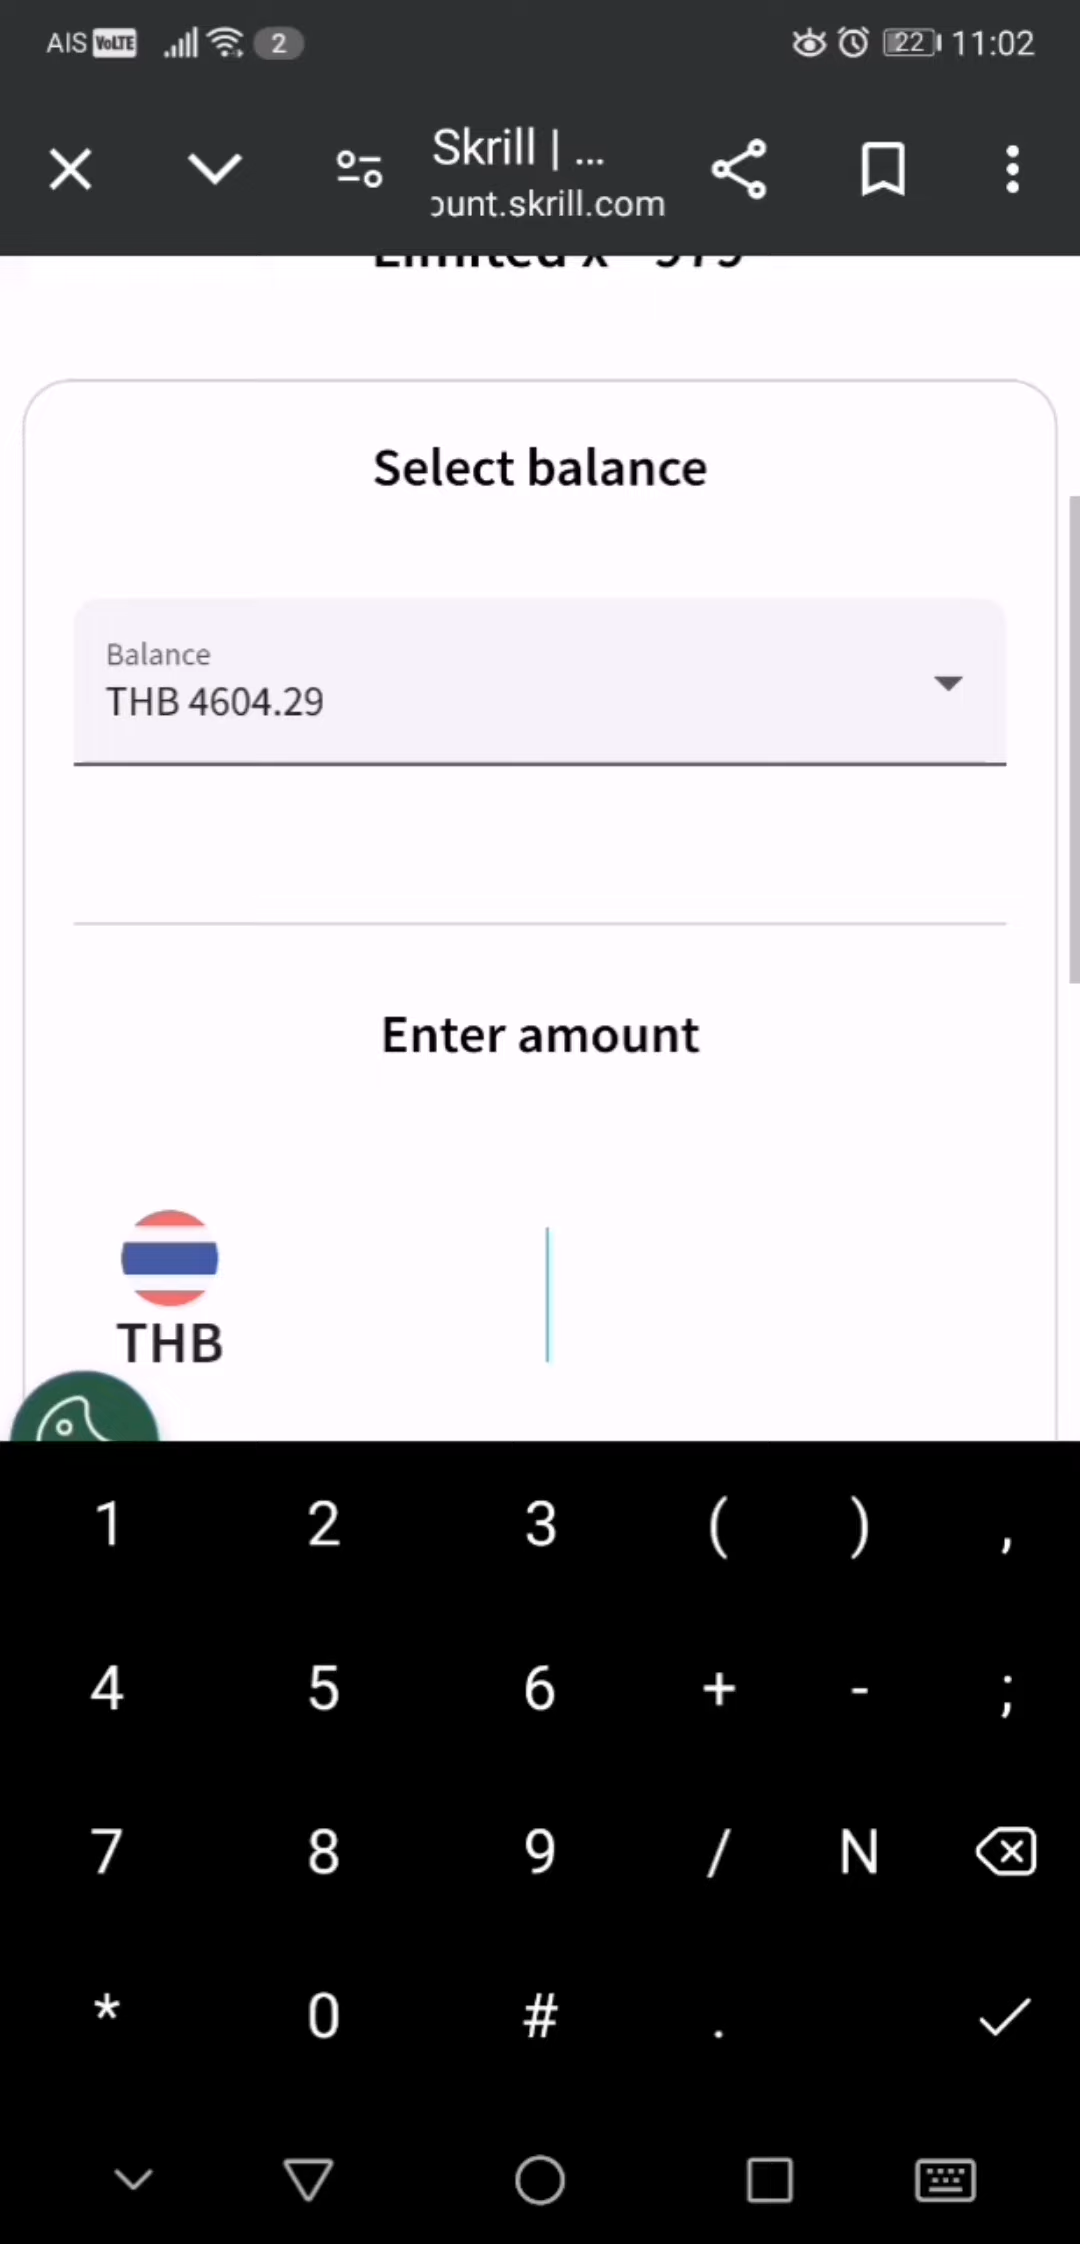 AIS VoLTE 2 22 11:02
Skrill | ...
ount.skrill.com
Select balance
Balance
THB 4604.29
Enter amount
THB
1 2 3 ( ) ,
4 5 6 + - ;
7 8 9 / N
* 0 # .